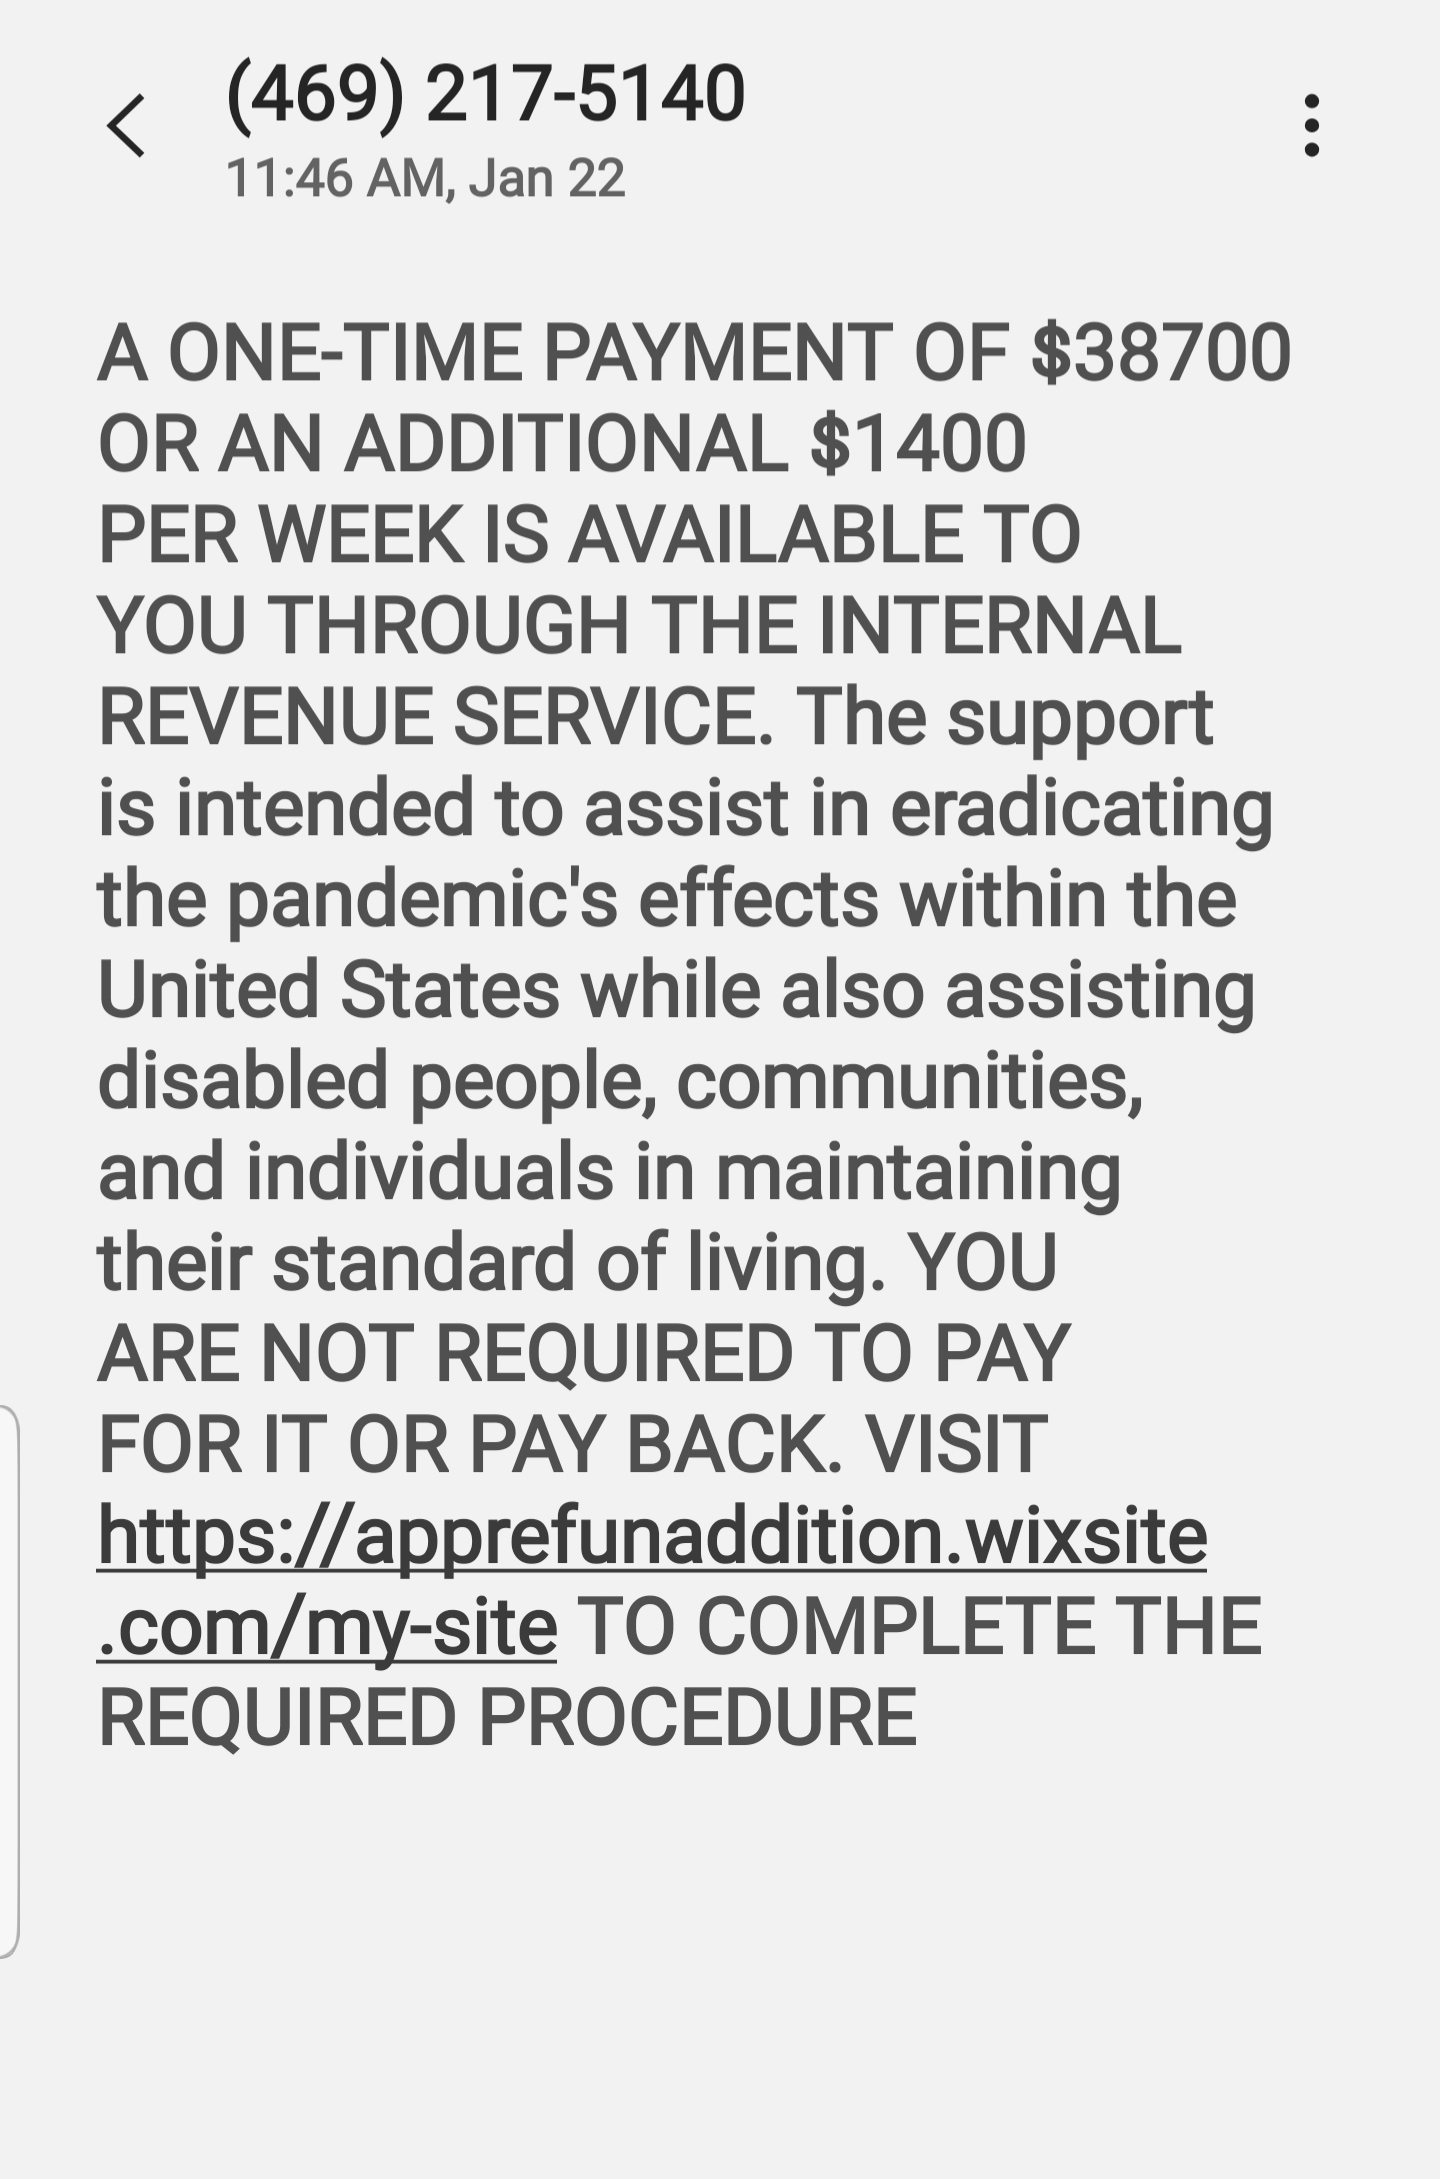 (469) 217-5140
11:46 AM, Jan 22
A ONE-TIME PAYMENT OF $38700
OR AN ADDITIONAL $1400
PER WEEK IS AVAILABLE TO
YOU THROUGH THE INTERNAL
REVENUE SERVICE. The support
is intended to assist in eradicating
the pandemic's effects within the
United States while also assisting
disabled people, communities,
and individuals in maintaining
their standard of living. YOU
ARE NOT REQUIRED TO PAY
FOR IT OR PAY BACK. VISIT
https://apprefunaddition.wixsite
.com/my-site TO COMPLETE THE
REQUIRED PROCEDURE